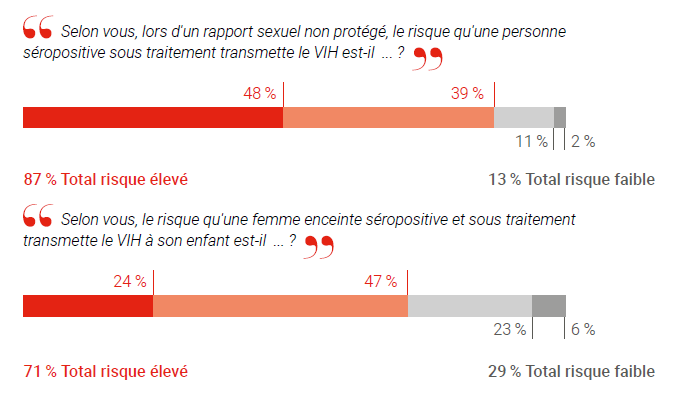 ❝ Selon vous, lors d'un rapport sexuel non protégé, le risque qu'une personne
séropositive sous traitement transmette le VIH est-il ... ? ❞
48 % 39 %
11 % 2 %
87 % Total risque élevé 13 % Total risque faible
❝ Selon vous, le risque qu'une femme enceinte séropositive et sous traitement
transmette le VIH à son enfant est-il ... ? ❞
24 % 47 %
23 % 6 %
71 % Total risque élevé 29 % Total risque faible